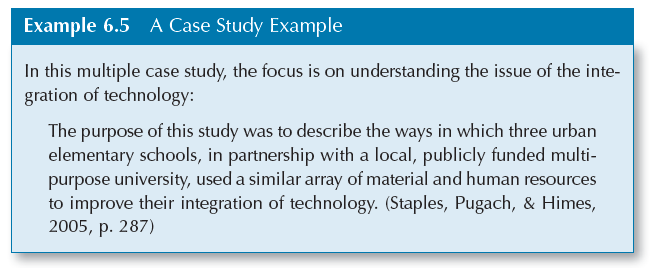 Example 6.5 A Case Study Example
In this multiple case study, the focus is on understanding the issue of the inte-
gration of technology:
The purpose of this study was to describe the ways in which three urban
elementary schools, in partnership with a local, publicly funded multi-
purpose university, used a similar array of material and human resources
to improve their integration of technology. (Staples, Pugach, & Himes,
2005, p. 287)